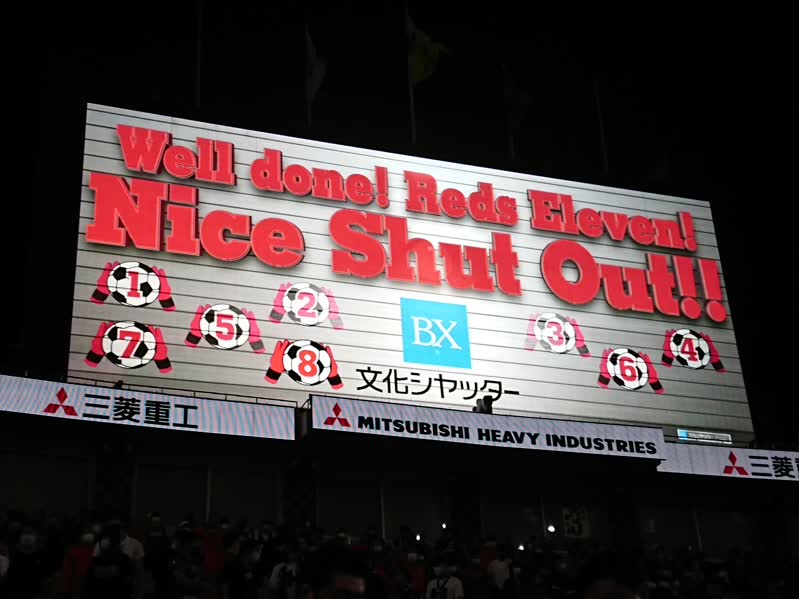 Well done! Reds Eleven!
Nice Shut Out!!
1
2
5
7
8
3
6
4
BX
文化シヤッター
三菱重工
MITSUBISHI HEAVY INDUSTRIES
三菱